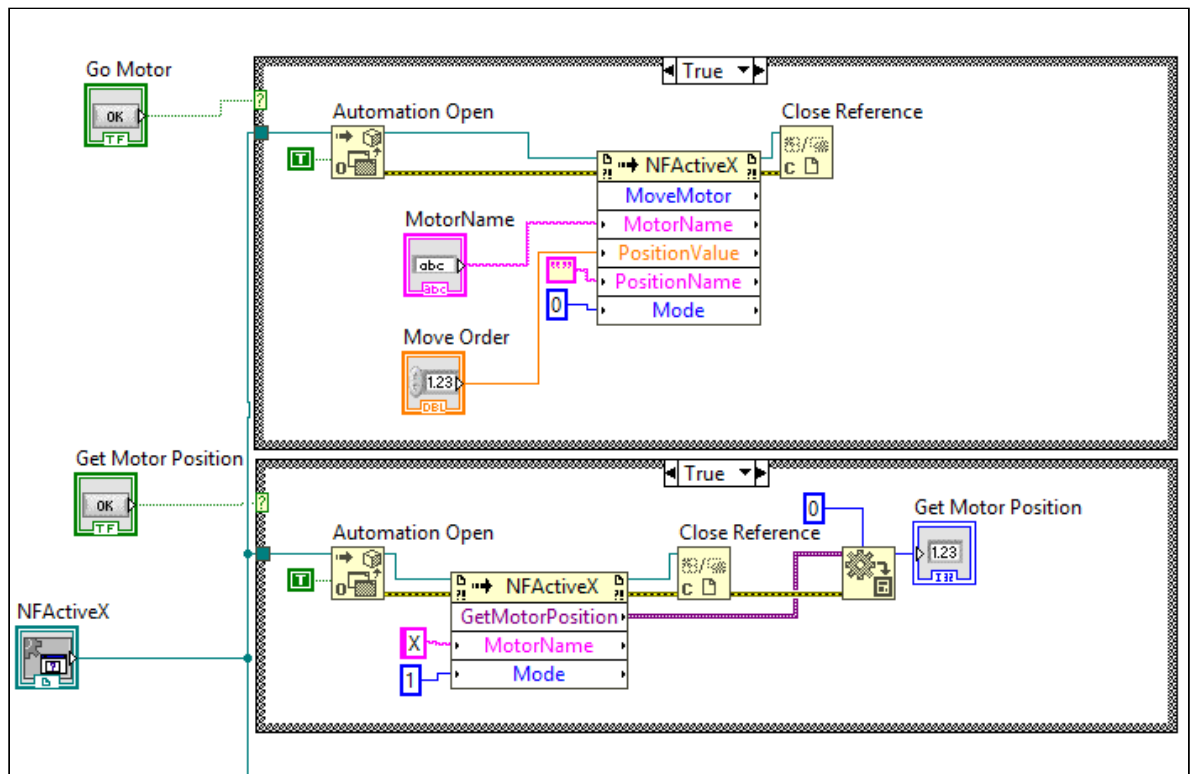 Go Motor
OK
TF
True
?
Automation Open
Close Reference
T
NFActiveX
MoveMotor
MotorName
PositionValue
PositionName
Mode
MotorName
abc
abc
""
0
Move Order
1.23
DBL
Get Motor Position
OK
TF
True
?
Automation Open
Close Reference
0
Get Motor Position
1.23
I32
T
NFActiveX
GetMotorPosition
MotorName
Mode
X
1
NFActiveX
?